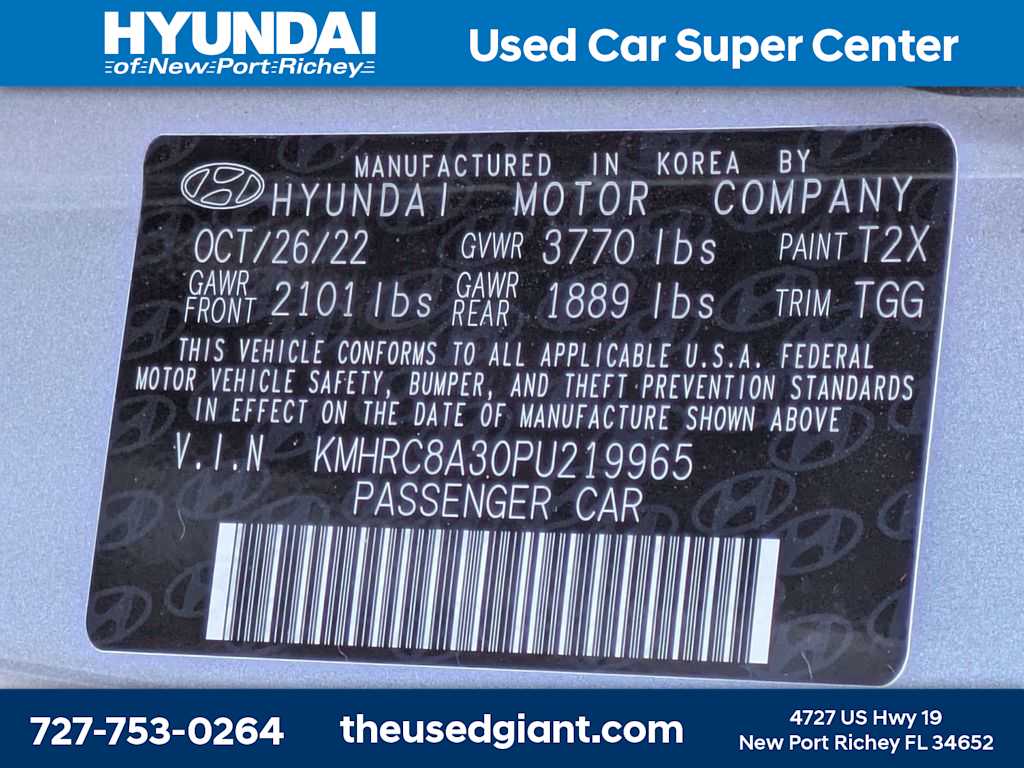 HYUNDAI
of New Port Richey
Used Car Super Center
MANUFACTURED IN KOREA BY
HYUNDAI MOTOR COMPANY
OCT/26/22 GVWR 3770 lbs PAINT T2X
GAWR FRONT 2101 lbs GAWR REAR 1889 lbs TRIM TGG
THIS VEHICLE CONFORMS TO ALL APPLICABLE U.S.A. FEDERAL
MOTOR VEHICLE SAFETY, BUMPER, AND THEFT PREVENTION STANDARDS
IN EFFECT ON THE DATE OF MANUFACTURE SHOWN ABOVE
V.I.N KMHRC8A30PU219965
PASSENGER CAR
727-753-0264
theusedgiant.com
4727 US Hwy 19
New Port Richey FL 34652